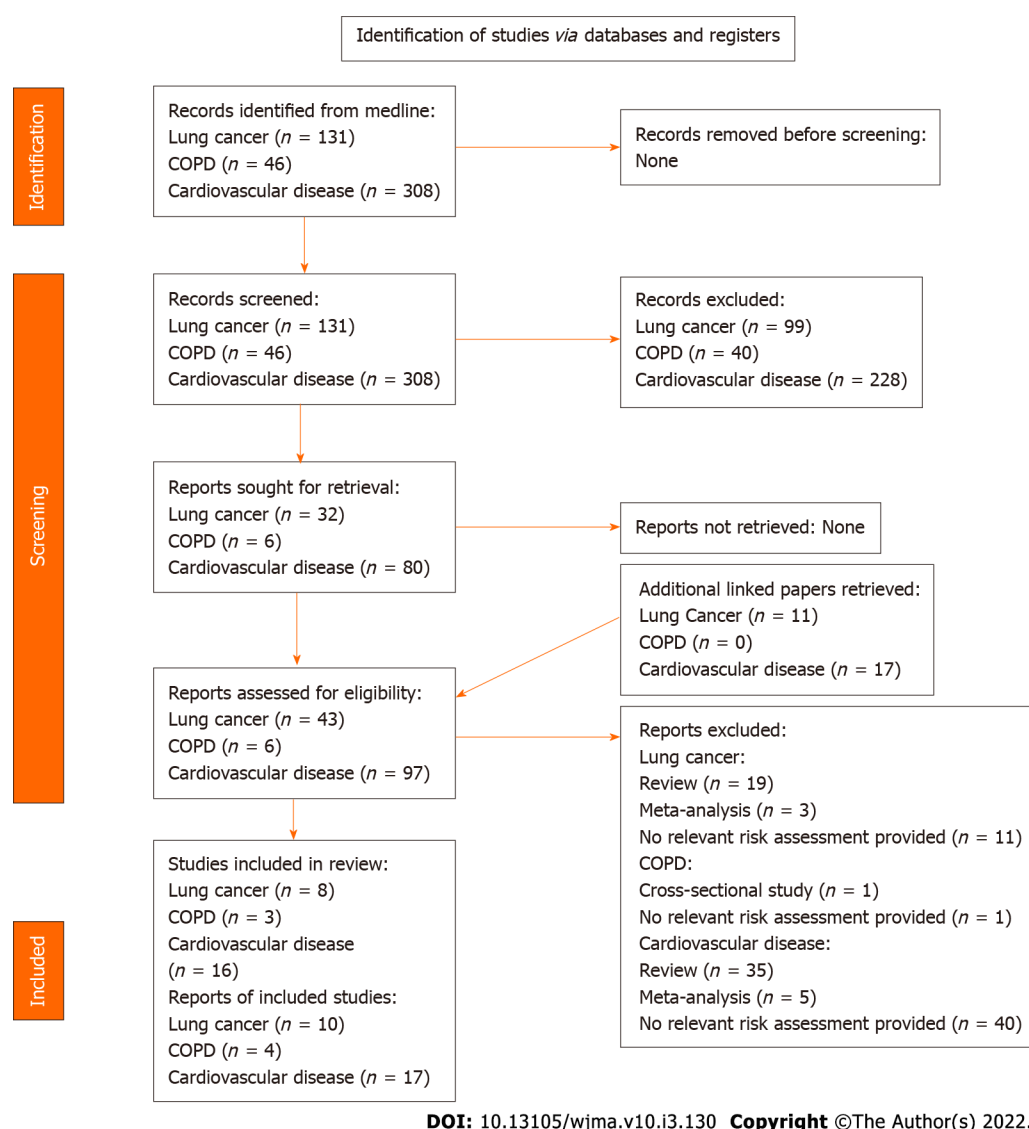 Identification of studies via databases and registers
Identification
Records identified from medline:
Lung cancer (n = 131)
COPD (n = 46)
Cardiovascular disease (n = 308)
Records removed before screening:
None
Screening
Records screened:
Lung cancer (n = 131)
COPD (n = 46)
Cardiovascular disease (n = 308)
Records excluded:
Lung cancer (n = 99)
COPD (n = 40)
Cardiovascular disease (n = 228)
Reports sought for retrieval:
Lung cancer (n = 32)
COPD (n = 6)
Cardiovascular disease (n = 80)
Reports not retrieved: None
Additional linked papers retrieved:
Lung Cancer (n = 11)
COPD (n = 0)
Cardiovascular disease (n = 17)
Reports assessed for eligibility:
Lung cancer (n = 43)
COPD (n = 6)
Cardiovascular disease (n = 97)
Reports excluded:
Lung cancer:
Review (n = 19)
Meta-analysis (n = 3)
No relevant risk assessment provided (n = 11)
COPD:
Cross-sectional study (n = 1)
No relevant risk assessment provided (n = 1)
Cardiovascular disease:
Review (n = 35)
Meta-analysis (n = 5)
No relevant risk assessment provided (n = 40)
Included
Studies included in review:
Lung cancer (n = 8)
COPD (n = 3)
Cardiovascular disease
(n = 16)
Reports of included studies:
Lung cancer (n = 10)
COPD (n = 4)
Cardiovascular disease (n = 17)
DOI: 10.13105/wjma.v10.i3.130 Copyright ©The Author(s) 2022.